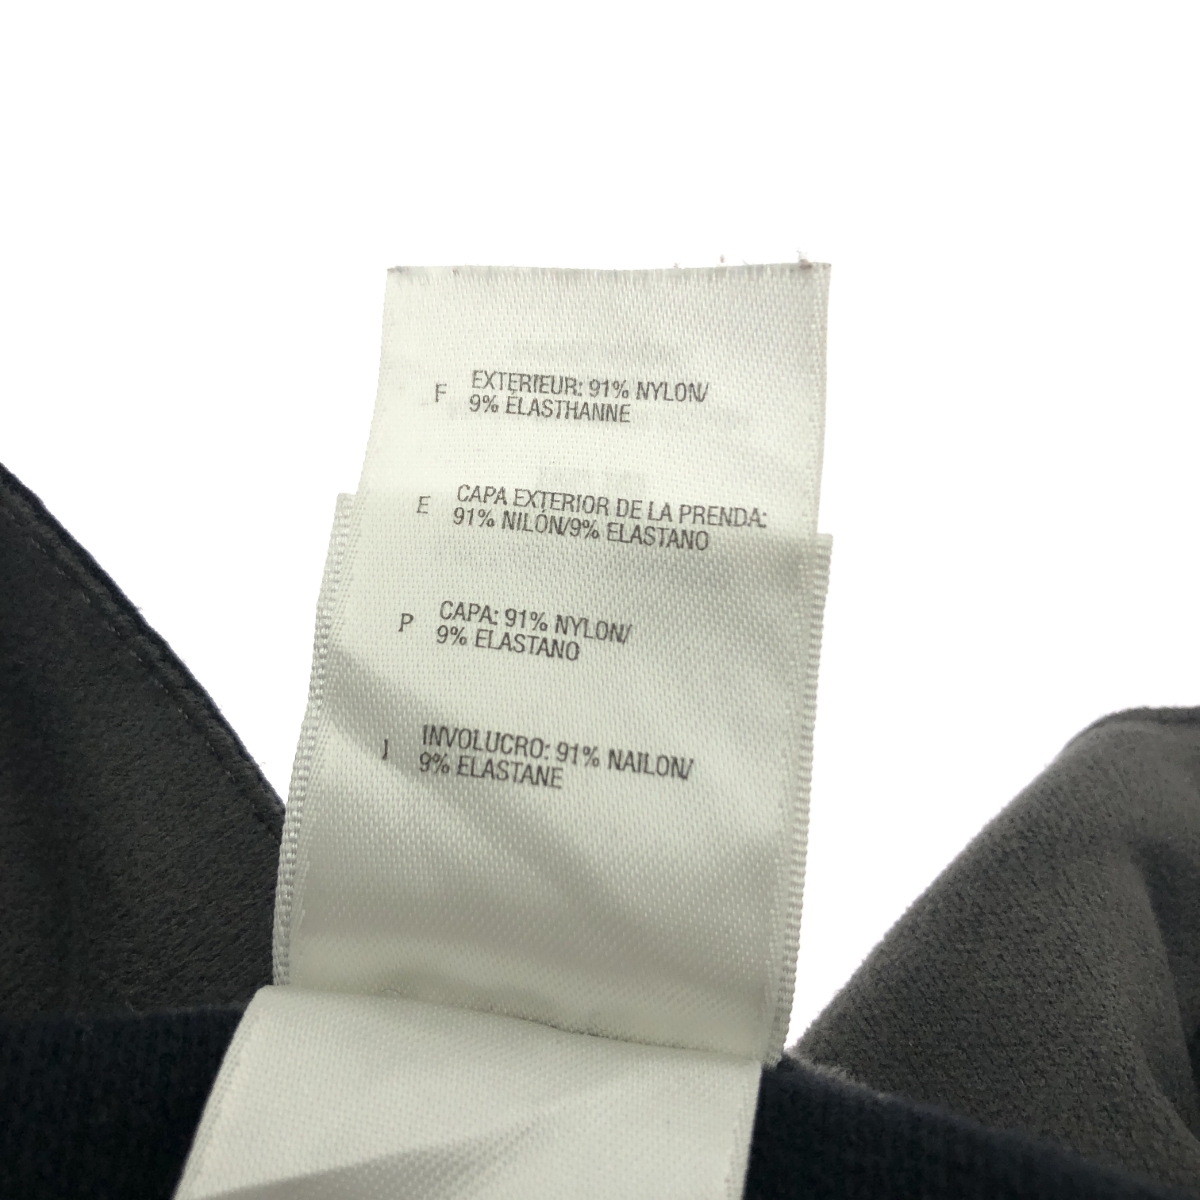 F EXTERIEUR: 91% NYLON/
9% ELASTHANNE
E CAPA EXTERIOR DE LA PRENDA:
91% NILÓN/9% ELASTANO
P CAPA: 91% NYLON/
9% ELASTANO
I INVOLUCRO: 91% NAILON/
9% ELASTANE